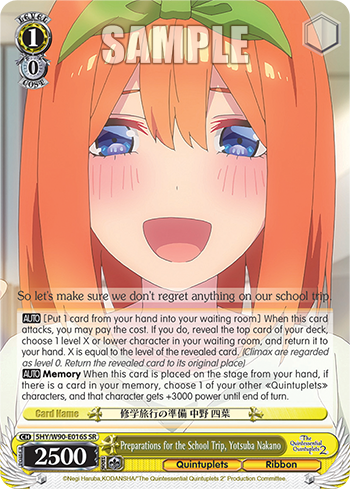 LEVEL
1
0
COST
SAMPLE
So let's make sure we don't regret anything on our school trip.
AUTO [Put 1 card from your hand into your waiting room] When this card
attacks, you may pay the cost. If you do, reveal the top card of your deck,
choose 1 level X or lower character in your waiting room, and return it to
your hand. X is equal to the level of the revealed card. (Climax are regarded
as level 0. Return the revealed card to its original place)
AUTO Memory When this card is placed on the stage from your hand, if
there is a card in your memory, choose 1 of your other «Quintuplets»
characters, and that character gets +3000 power until end of turn.
Card Name 修学旅行の準備 中野 四葉
CH 5HY/W90-E016S SR Preparations for the School Trip, Yotsuba Nakano
The Quintessential Quintuplets 2
2500 Quintuplets Ribbon
©Negi Haruba,KODANSHA/"The Quintessential Quintuplets 2" Production Committee.